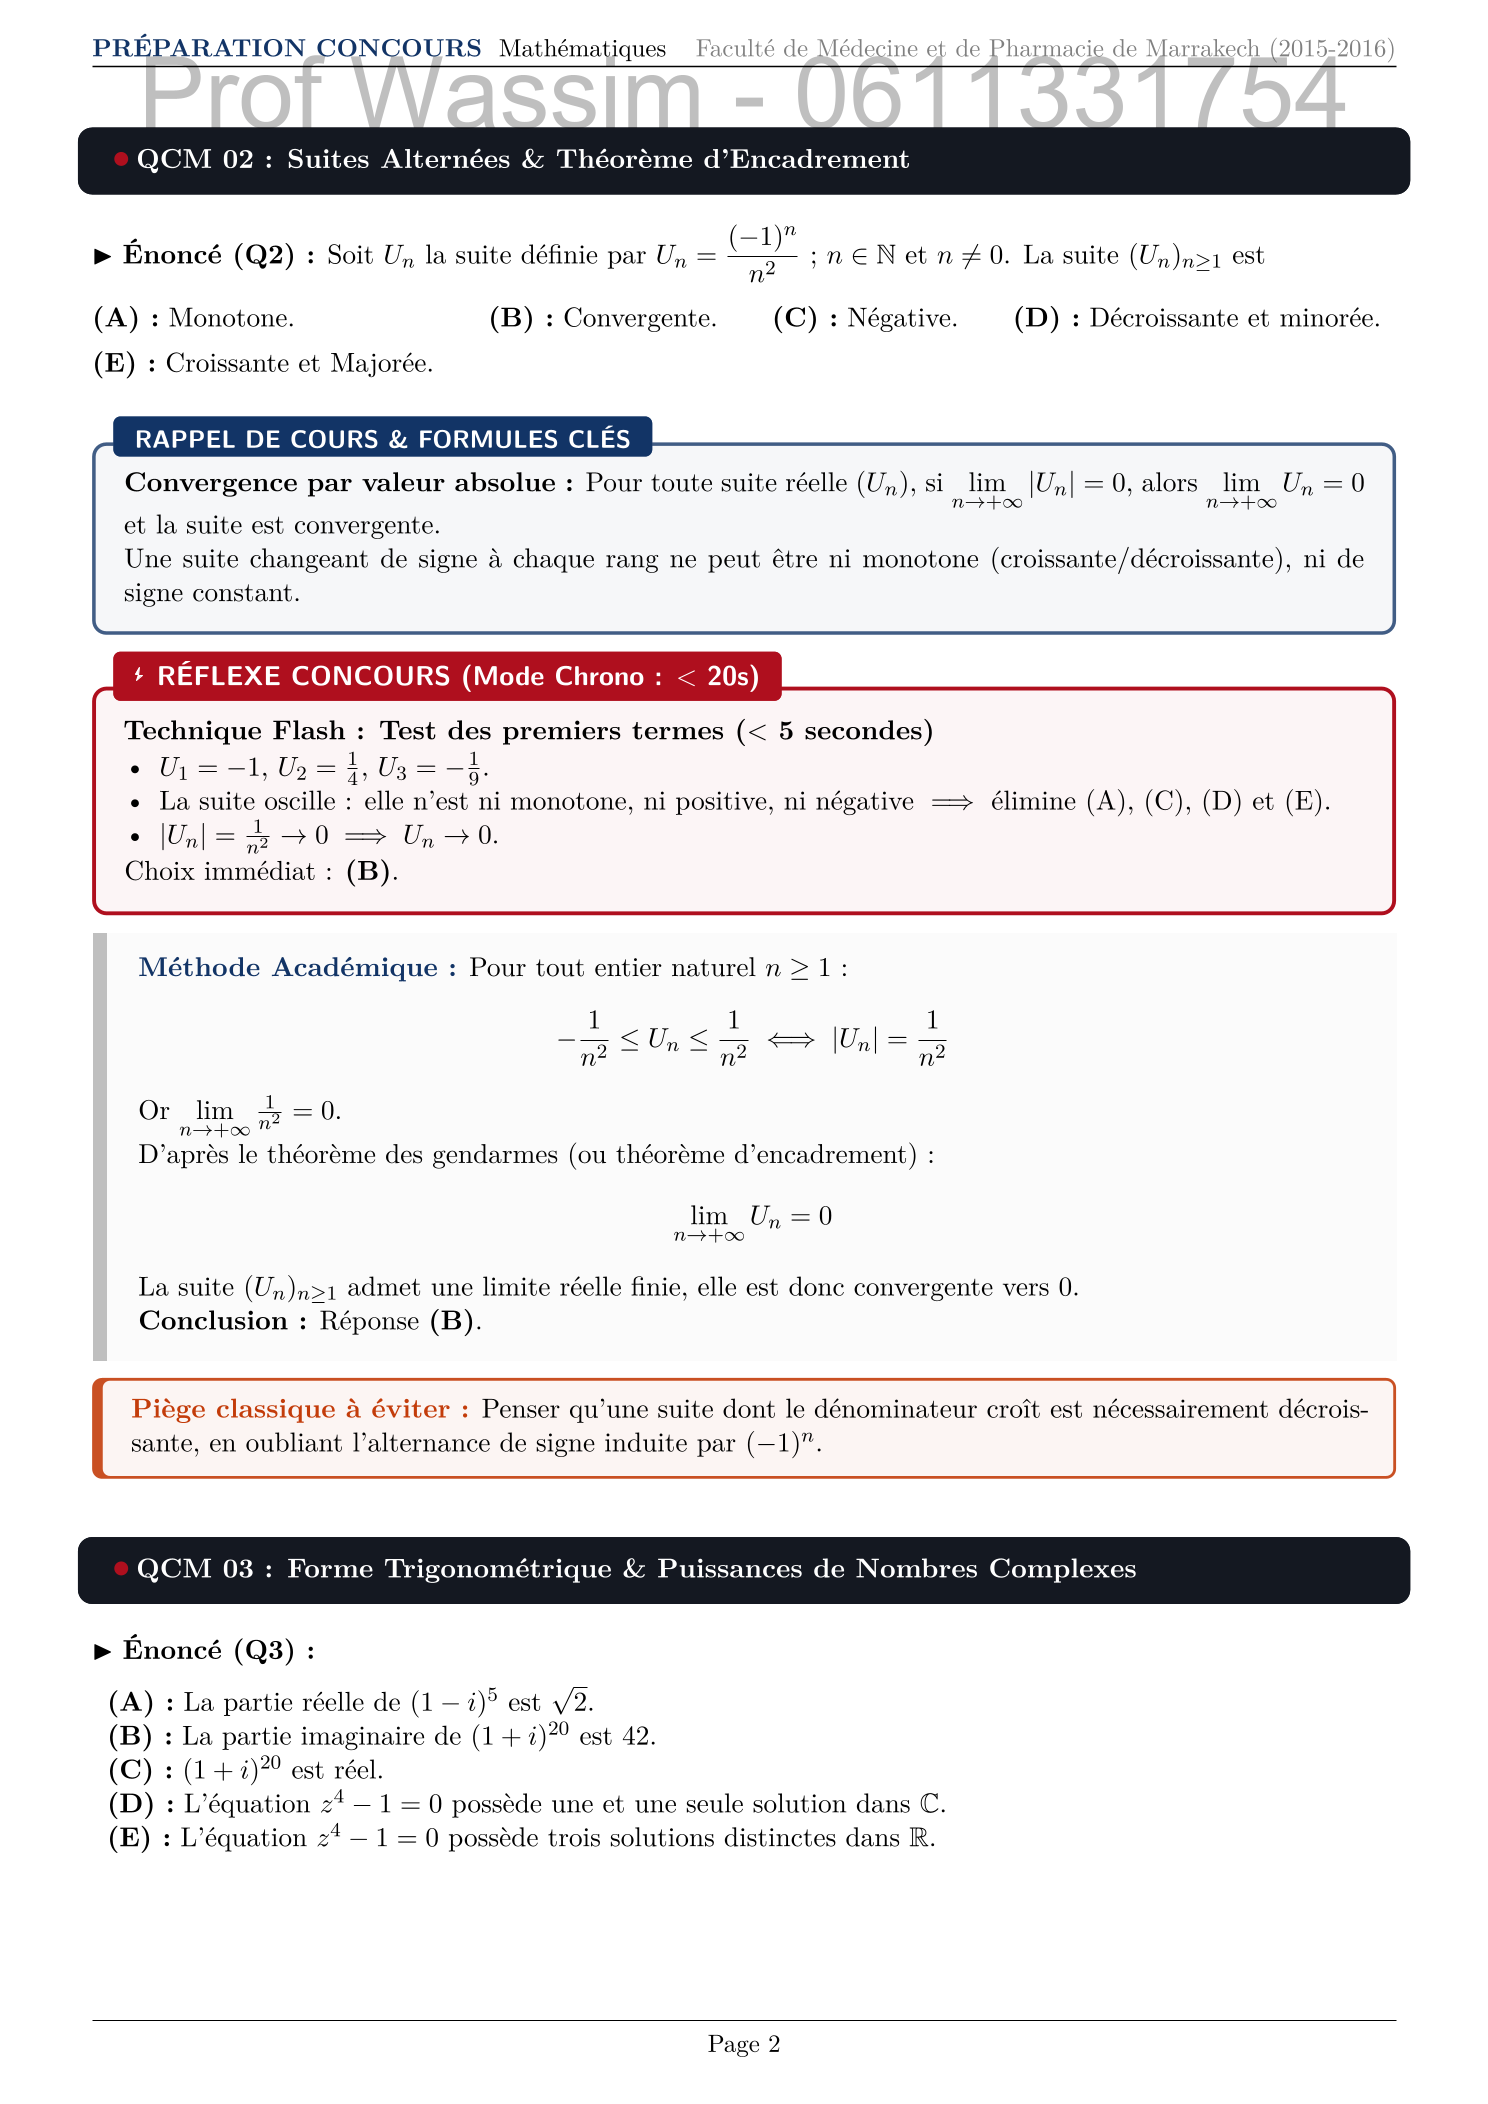 PRÉPARATION CONCOURS Mathématiques Faculté de Médecine et de Pharmacie de Marrakech (2015-2016)
Prof Wassim - 0611331754
QCM 02 : Suites Alternées & Théorème d'Encadrement
▶ Énoncé (Q2) : Soit Uₙ la suite définie par Uₙ = (−1)ⁿ/n² ; n ∈ ℕ et n ≠ 0. La suite (Uₙ)ₙ≥₁ est
(A) : Monotone. (B) : Convergente. (C) : Négative. (D) : Décroissante et minorée.
(E) : Croissante et Majorée.
RAPPEL DE COURS & FORMULES CLÉS
Convergence par valeur absolue : Pour toute suite réelle (Uₙ), si lim n→+∞ |Uₙ| = 0, alors lim n→+∞ Uₙ = 0
et la suite est convergente.
Une suite changeant de signe à chaque rang ne peut être ni monotone (croissante/décroissante), ni de
signe constant.
RÉFLEXE CONCOURS (Mode Chrono : < 20s)
Technique Flash : Test des premiers termes (< 5 secondes)
• U₁ = −1, U₂ = 1/4, U₃ = −1/9.
• La suite oscille : elle n'est ni monotone, ni positive, ni négative ⟹ élimine (A), (C), (D) et (E).
• |Uₙ| = 1/n² → 0 ⟹ Uₙ → 0.
Choix immédiat : (B).
Méthode Académique : Pour tout entier naturel n ≥ 1 :
−1/n² ≤ Uₙ ≤ 1/n² ⟺ |Uₙ| = 1/n²
Or lim n→+∞ 1/n² = 0.
D'après le théorème des gendarmes (ou théorème d'encadrement) :
lim n→+∞ Uₙ = 0
La suite (Uₙ)ₙ≥₁ admet une limite réelle finie, elle est donc convergente vers 0.
Conclusion : Réponse (B).
Piège classique à éviter : Penser qu'une suite dont le dénominateur croît est nécessairement décrois-
sante, en oubliant l'alternance de signe induite par (−1)ⁿ.
QCM 03 : Forme Trigonométrique & Puissances de Nombres Complexes
▶ Énoncé (Q3) :
(A) : La partie réelle de (1 − i)⁵ est √2.
(B) : La partie imaginaire de (1 + i)²⁰ est 42.
(C) : (1 + i)²⁰ est réel.
(D) : L'équation z⁴ − 1 = 0 possède une et une seule solution dans ℂ.
(E) : L'équation z⁴ − 1 = 0 possède trois solutions distinctes dans ℝ.
Page 2